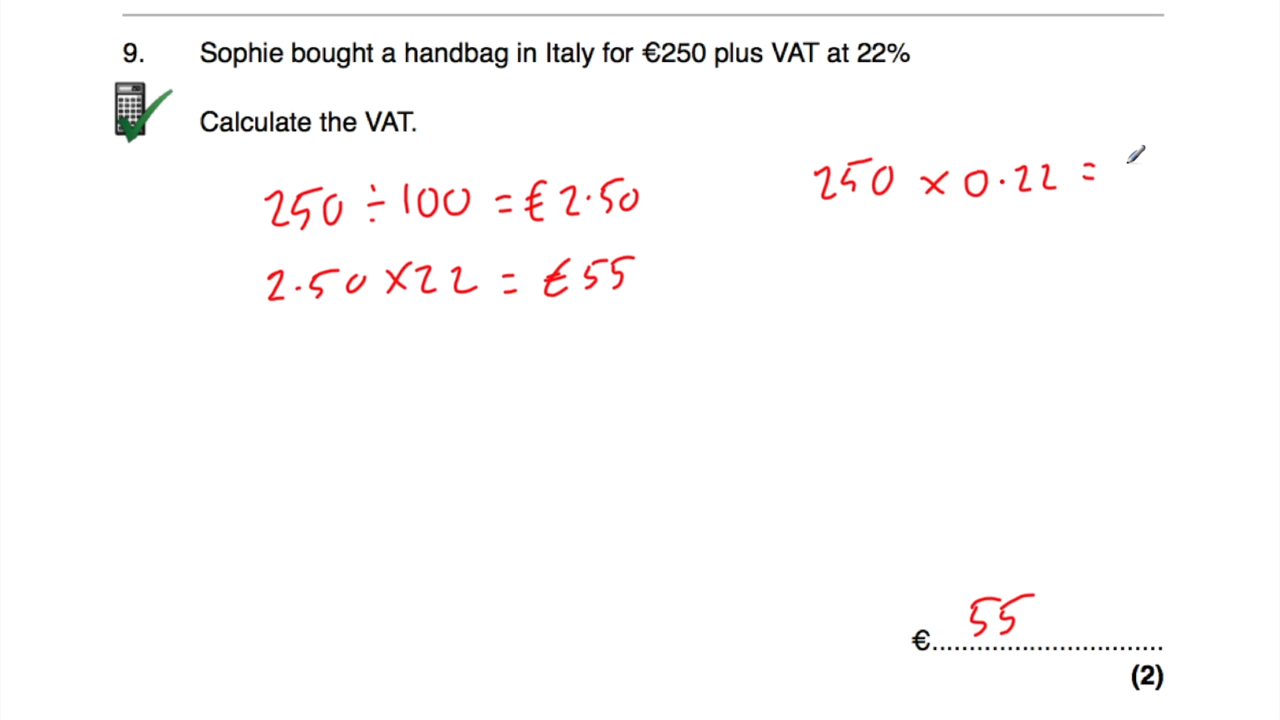 9. Sophie bought a handbag in Italy for €250 plus VAT at 22%
Calculate the VAT.
250 ÷ 100 = €2.50
2.50 × 22 = €55
250 × 0.22 =
55
€..............................
(2)